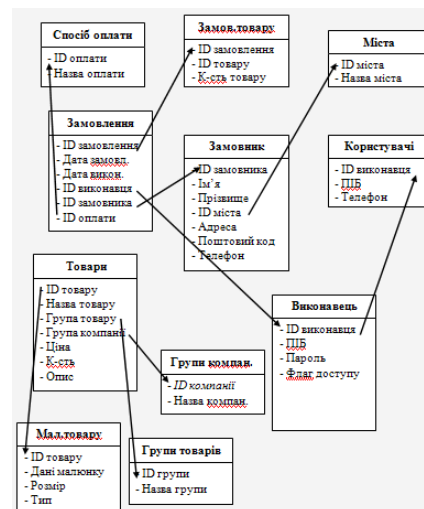 Спосіб оплати
- ID оплати
- Назва оплати
Замов.товару
- ID замовлення
- ID товару
- К-сть товару
Міста
- ID міста
- Назва міста
Замовлення
- ID замовлення
- Дата замовл.
- Дата викон.
- ID виконавця
- ID замовника
- ID оплати
Замовник
- ID замовника
- Ім'я
- Прізвище
- ID міста
- Адреса
- Поштовий код
- Телефон
Користувачі
- ID виконавця
- ПІБ
- Телефон
Товари
- ID товару
- Назва товару
- Група товару
- Група компанії
- Ціна
- К-сть
- Опис
Групи компан.
- ID компанії
- Назва компан.
Виконавець
- ID виконавця
- ПІБ
- Пароль
- Флаг доступу
Мал.товару
- ID товару
- Дані малюнку
- Розмір
- Тип
Групи товарів
- ID групи
- Назва групи